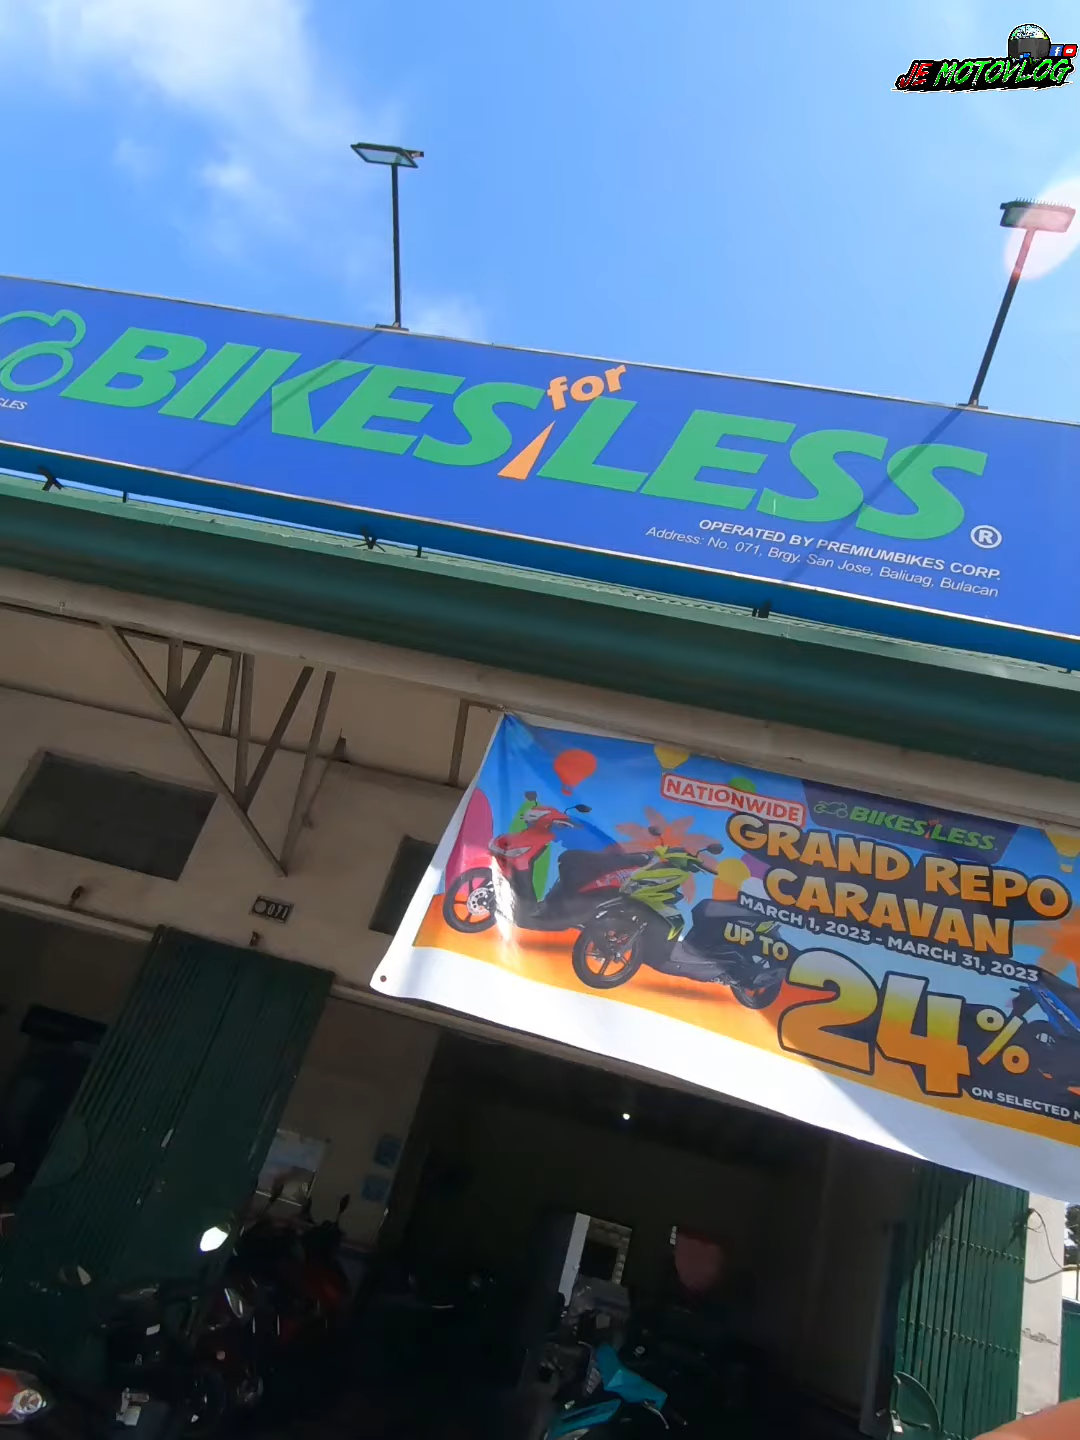 JE MOTOVLOG
BIKES for LESS ®
CLES
OPERATED BY PREMIUMBIKES CORP.
Address: No. 071, Brgy. San Jose, Baliuag, Bulacan
NATIONWIDE
BIKES LESS
GRAND REPO
CARAVAN
MARCH 1, 2023 - MARCH 31, 2023
UP TO
24%
ON SELECTED M
071